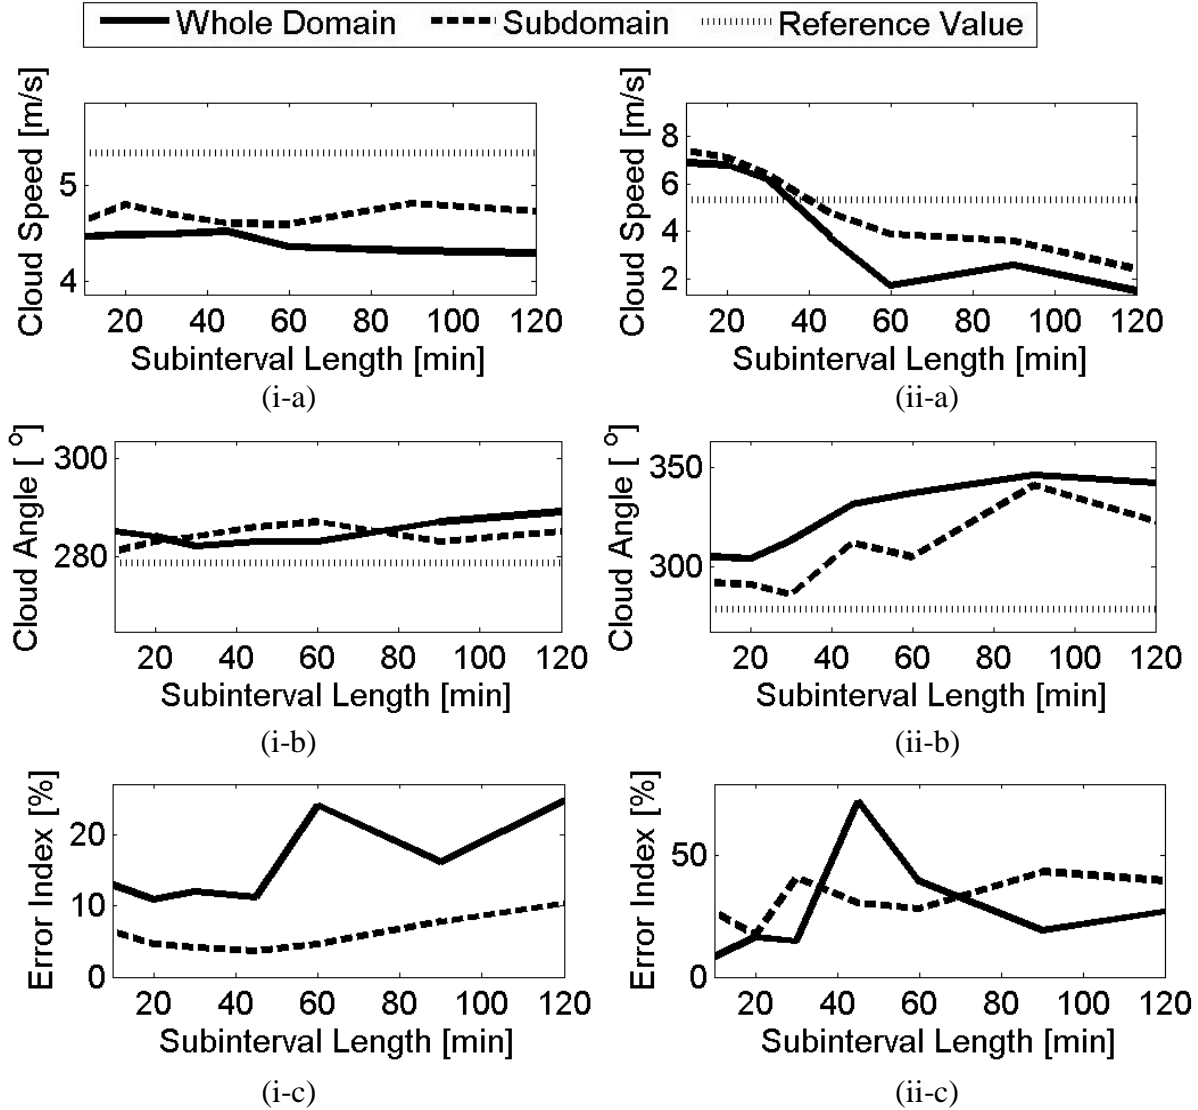 Whole Domain Subdomain Reference Value
Cloud Speed [m/s]
5
4
20 40 60 80 100 120
Subinterval Length [min]
(i-a)
Cloud Speed [m/s]
8
6
4
2
20 40 60 80 100 120
Subinterval Length [min]
(ii-a)
Cloud Angle [ °]
300
280
20 40 60 80 100 120
Subinterval Length [min]
(i-b)
Cloud Angle [ °]
350
300
20 40 60 80 100 120
Subinterval Length [min]
(ii-b)
Error Index [%]
20
10
0
20 40 60 80 100 120
Subinterval Length [min]
(i-c)
Error Index [%]
50
0
20 40 60 80 100 120
Subinterval Length [min]
(ii-c)